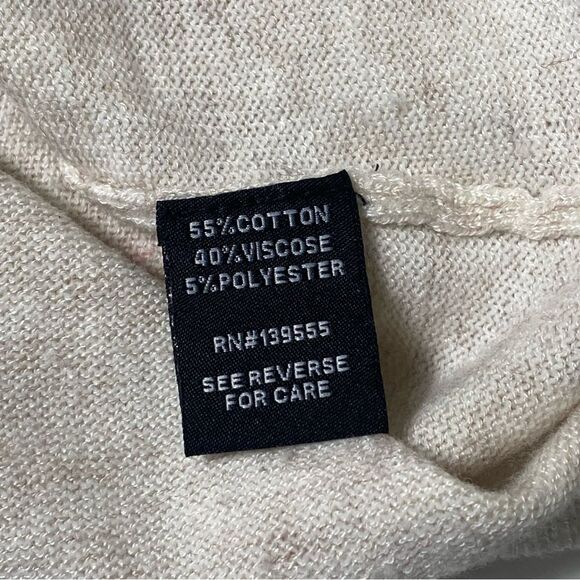 55%COTTON
40%VISCOSE
5%POLYESTER
RN#139555
SEE REVERSE
FOR CARE